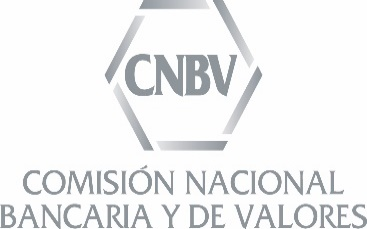 CNBV
COMISIÓN NACIONAL
BANCARIA Y DE VALORES